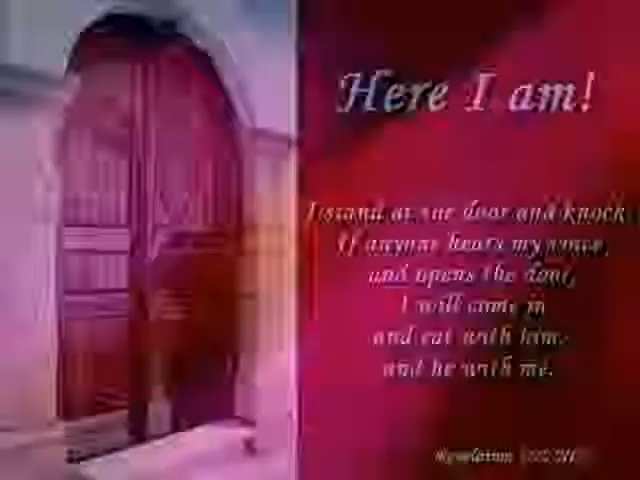 Here I am!
I stand at the door and knock.
If anyone hears my voice
and opens the door,
I will come in
and eat with him,
and he with me.
Revelation